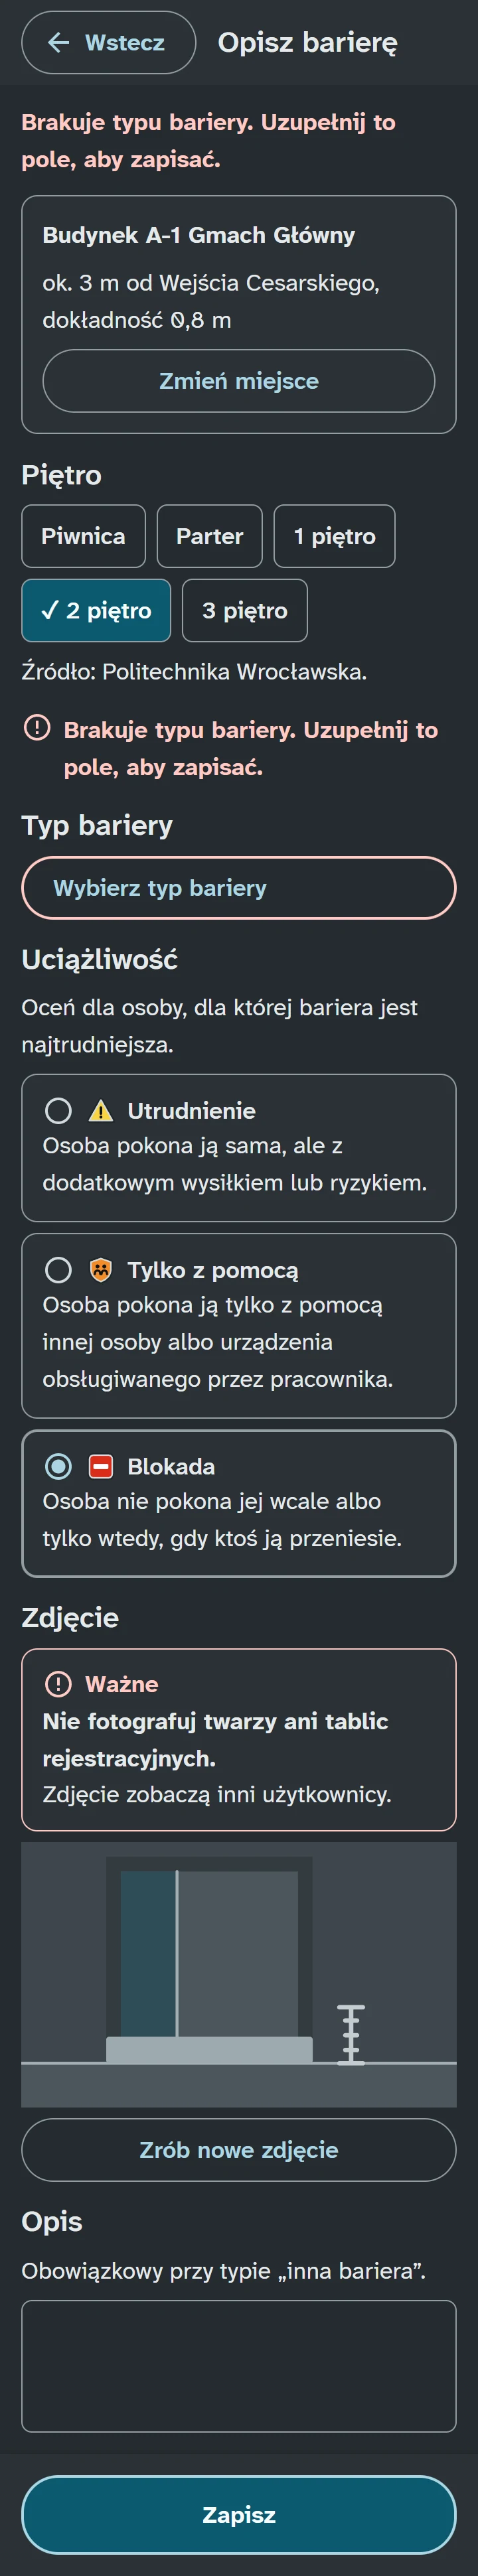 Wstecz
Opisz barierę
Brakuje typu bariery. Uzupełnij to
pole, aby zapisać.
Budynek A-1 Gmach Główny
ok. 3 m od Wejścia Cesarskiego,
dokładność 0,8 m
Zmień miejsce
Piętro
Piwnica
Parter
1 piętro
✓ 2 piętro
3 piętro
Źródło: Politechnika Wrocławska.
Brakuje typu bariery. Uzupełnij to
pole, aby zapisać.
Typ bariery
Wybierz typ bariery
Uciążliwość
Oceń dla osoby, dla której bariera jest
najtrudniejsza.
Utrudnienie
Osoba pokona ją sama, ale z
dodatkowym wysiłkiem lub ryzykiem.
Tylko z pomocą
Osoba pokona ją tylko z pomocą
innej osoby albo urządzenia
obsługiwanego przez pracownika.
Blokada
Osoba nie pokona jej wcale albo
tylko wtedy, gdy ktoś ją przeniesie.
Zdjęcie
Ważne
Nie fotografuj twarzy ani tablic
rejestracyjnych.
Zdjęcie zobaczą inni użytkownicy.
Zrób nowe zdjęcie
Opis
Obowiązkowy przy typie „inna bariera”.
Zapisz